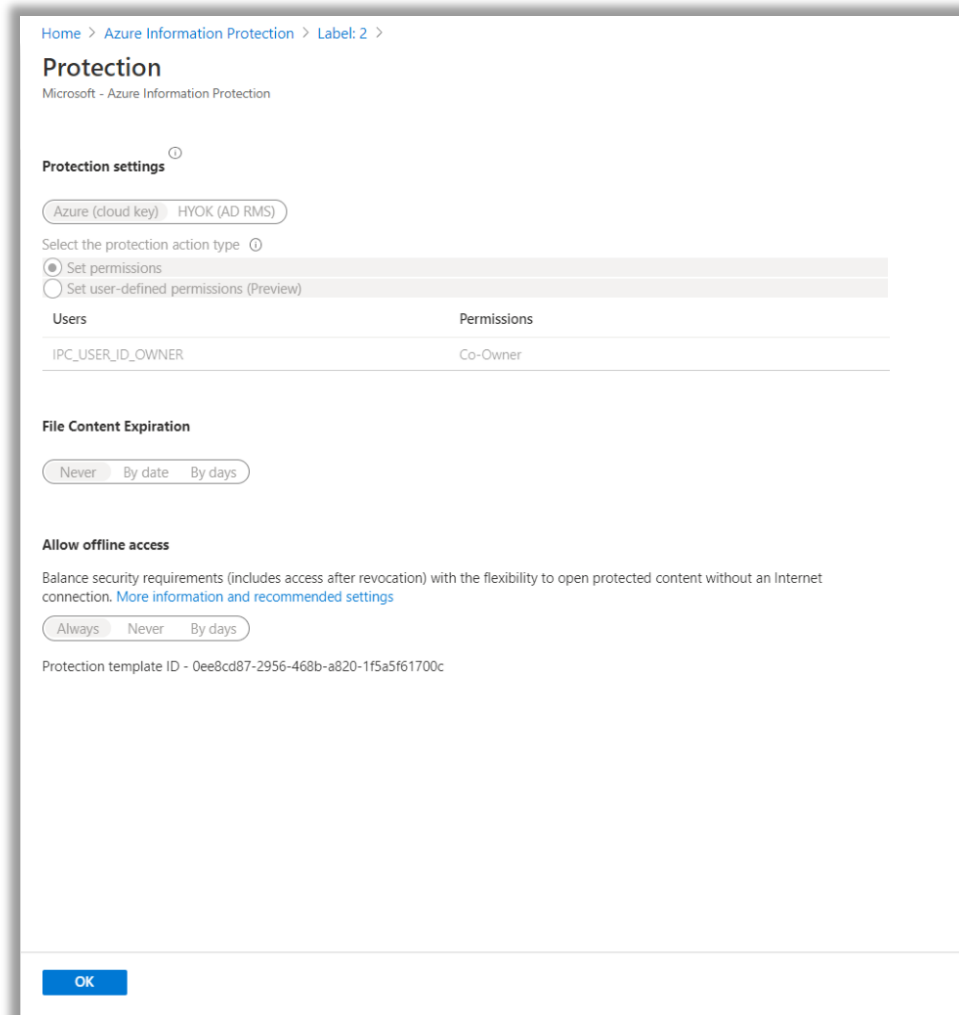 Home > Azure Information Protection > Label: 2 >
Protection
Microsoft - Azure Information Protection
Protection settings
Azure (cloud key) HYOK (AD RMS)
Select the protection action type
Set permissions
Set user-defined permissions (Preview)
Users Permissions
IPC_USER_ID_OWNER Co-Owner
File Content Expiration
Never By date By days
Allow offline access
Balance security requirements (includes access after revocation) with the flexibility to open protected content without an Internet
connection. More information and recommended settings
Always Never By days
Protection template ID - 0ee8cd87-2956-468b-a820-1f5a5f61700c
OK